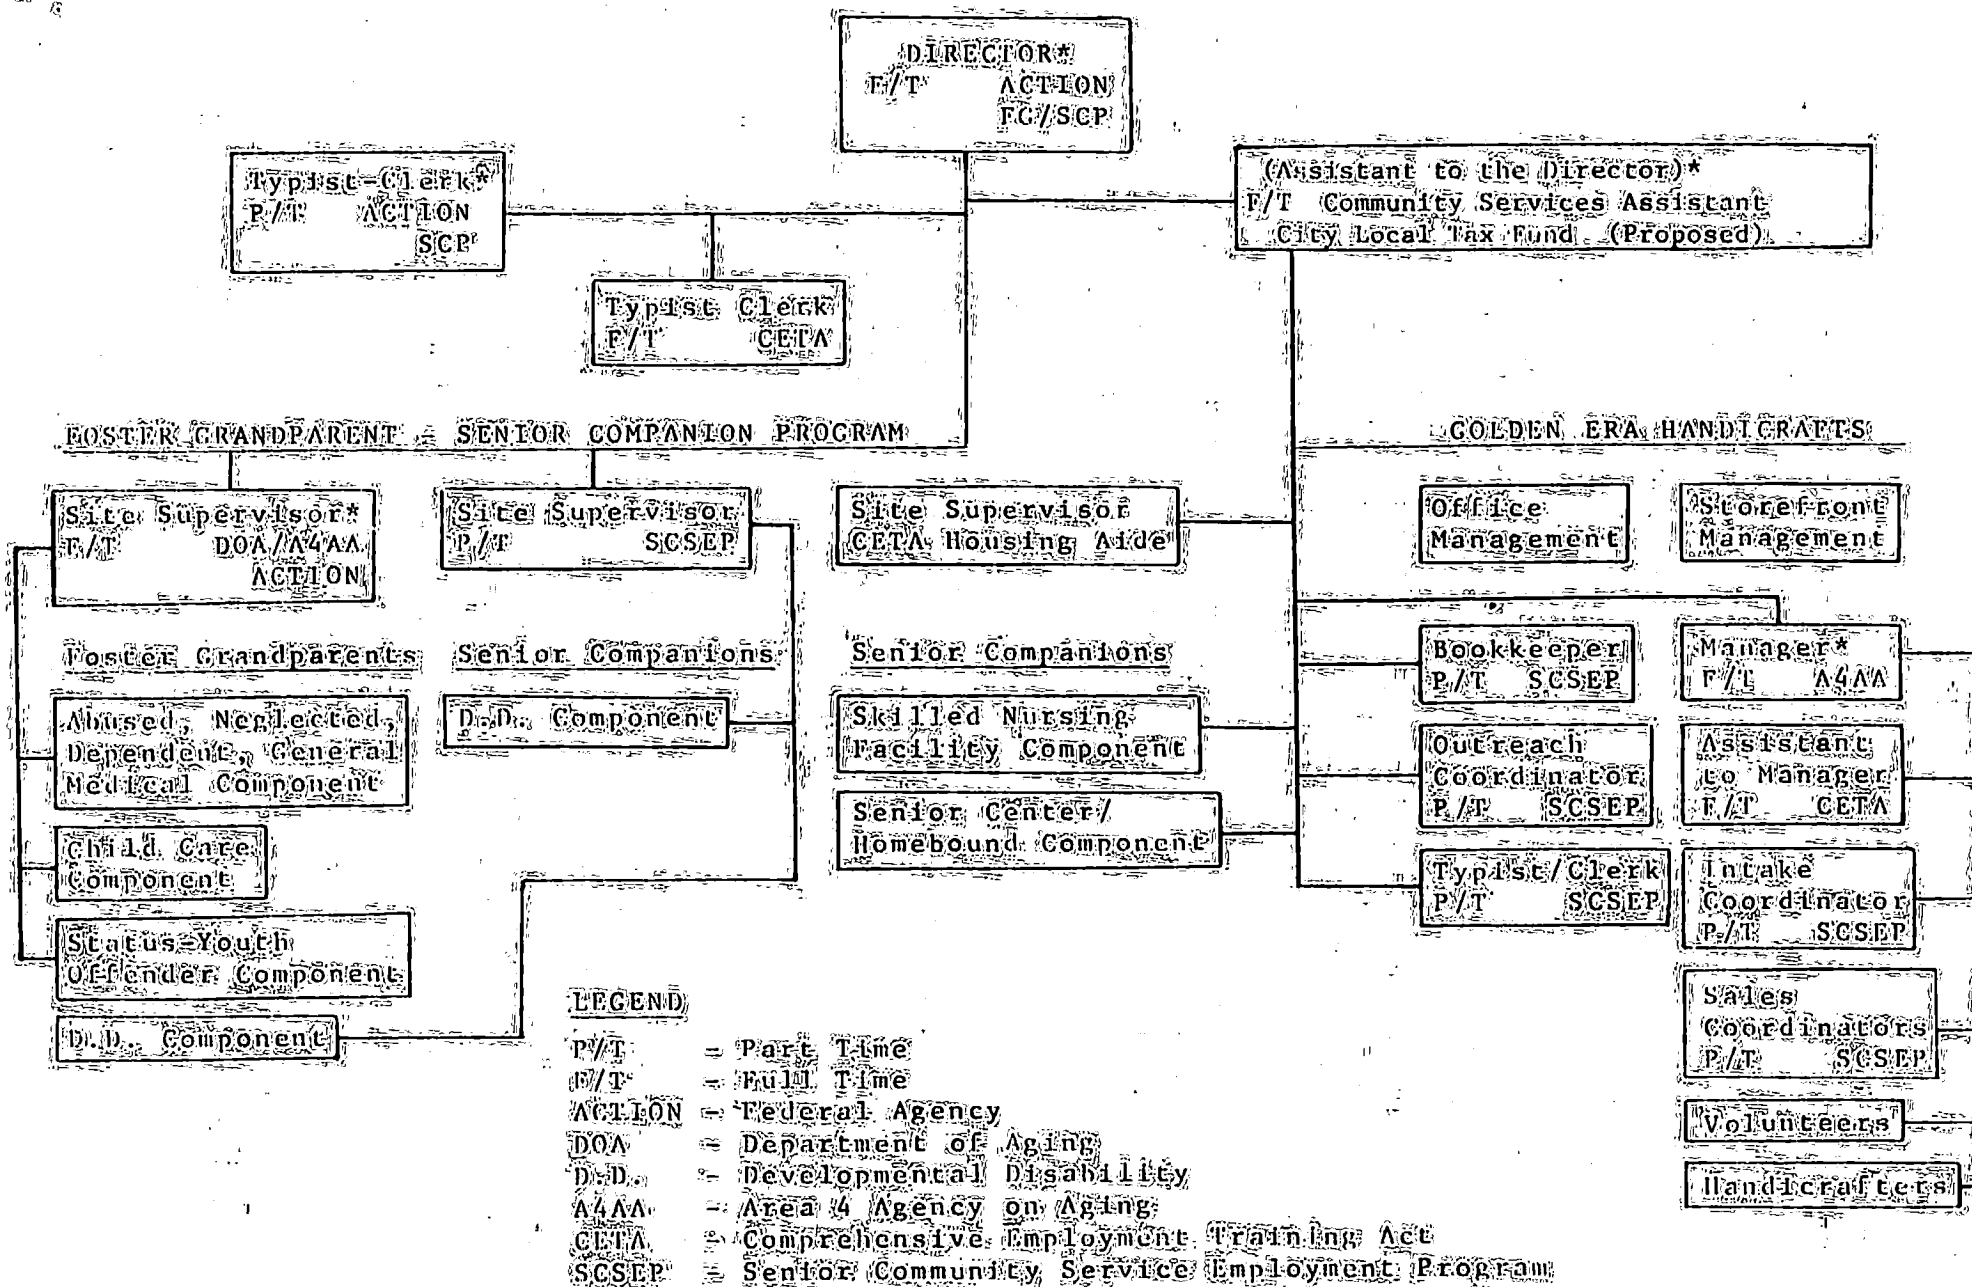 DIRECTOR*
F/T ACTION
FG/SCP
Typist-Clerk*
P/T ACTION
SCP
(Assistant to the Director)*
F/T Community Services Assistant
City Local Tax Fund (Proposed)
Typist Clerk
F/T CETA
FOSTER GRANDPARENT - SENIOR COMPANION PROGRAM
GOLDEN ERA HANDICRAFTS
Site Supervisor*
F/T DOA/A4AA
ACTION
Site Supervisor
P/T SCSEP
Site Supervisor
CETA Housing Aide
Office
Management
Storefront
Management
Foster Grandparents
Abused, Neglected,
Dependent, General
Medical Component
Child Care
Component
Status-Youth
Offender Component
D.D. Component
Senior Companions
D.D. Component
Senior Companions
Skilled Nursing
Facility Component
Senior Center/
Homebound Component
Bookkeeper
P/T SCSEP
Outreach
Coordinator
P/T SCSEP
Typist/Clerk
P/T SCSEP
Manager*
F/T A4AA
Assistant
to Manager
F/T CETA
Intake
Coordinator
P/T SCSEP
Sales
Coordinators
P/T SCSEP
Volunteers
Handicrafters
LEGEND
P/T = Part Time
F/T = Full Time
ACTION = Federal Agency
DOA = Department of Aging
D.D. = Developmental Disability
A4AA = Area 4 Agency on Aging
CETA = Comprehensive Employment Training Act
SCSEP = Senior Community Service Employment Program